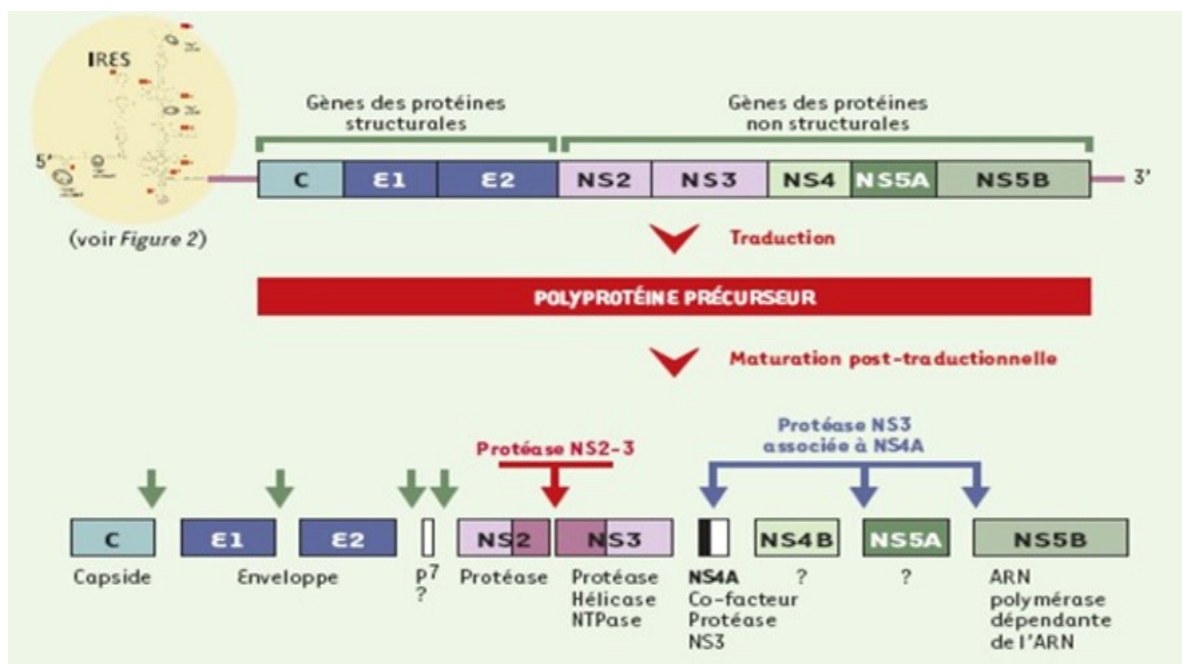 IRES
5'
(voir Figure 2)
Gènes des protéines
structurales
Gènes des protéines
non structurales
C E1 E2 NS2 NS3 NS4 NS5A NS5B
3'
Traduction
POLYPROTÉINE PRÉCURSEUR
Maturation post-traductionnelle
Protéase NS2-3
Protéase NS3
associée à NS4A
C E1 E2 NS2 NS3 NS4B NS5A NS5B
Capside
Enveloppe
P7
?
Protéase
Protéase
Hélicase
NTPase
NS4A
Co-facteur
Protéase
NS3
?
?
ARN
polymérase
dépendante
de l'ARN